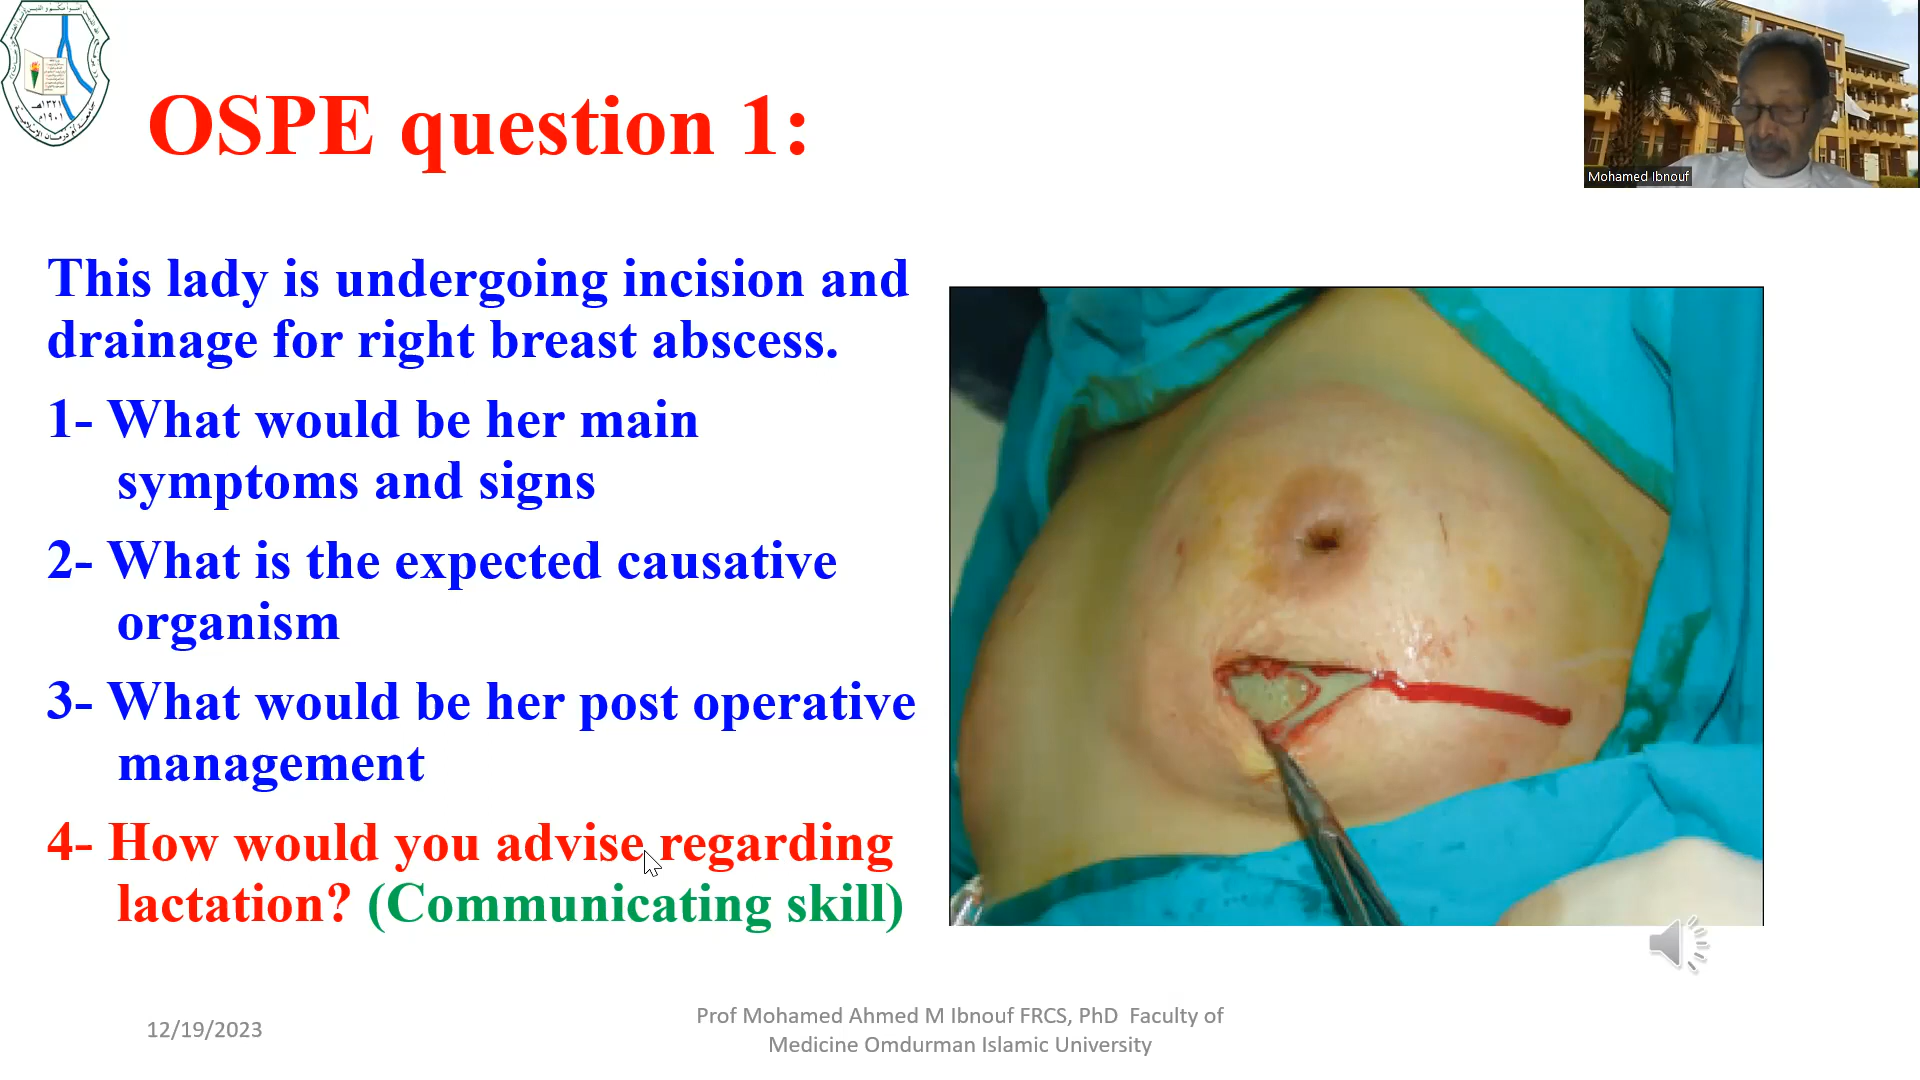 OSPE question 1:
Mohamed Ibnouf
This lady is undergoing incision and
drainage for right breast abscess.
1- What would be her main
symptoms and signs
2- What is the expected causative
organism
3- What would be her post operative
management
4- How would you advise regarding
lactation? (Communicating skill)
12/19/2023
Prof Mohamed Ahmed M Ibnouf FRCS, PhD Faculty of
Medicine Omdurman Islamic University